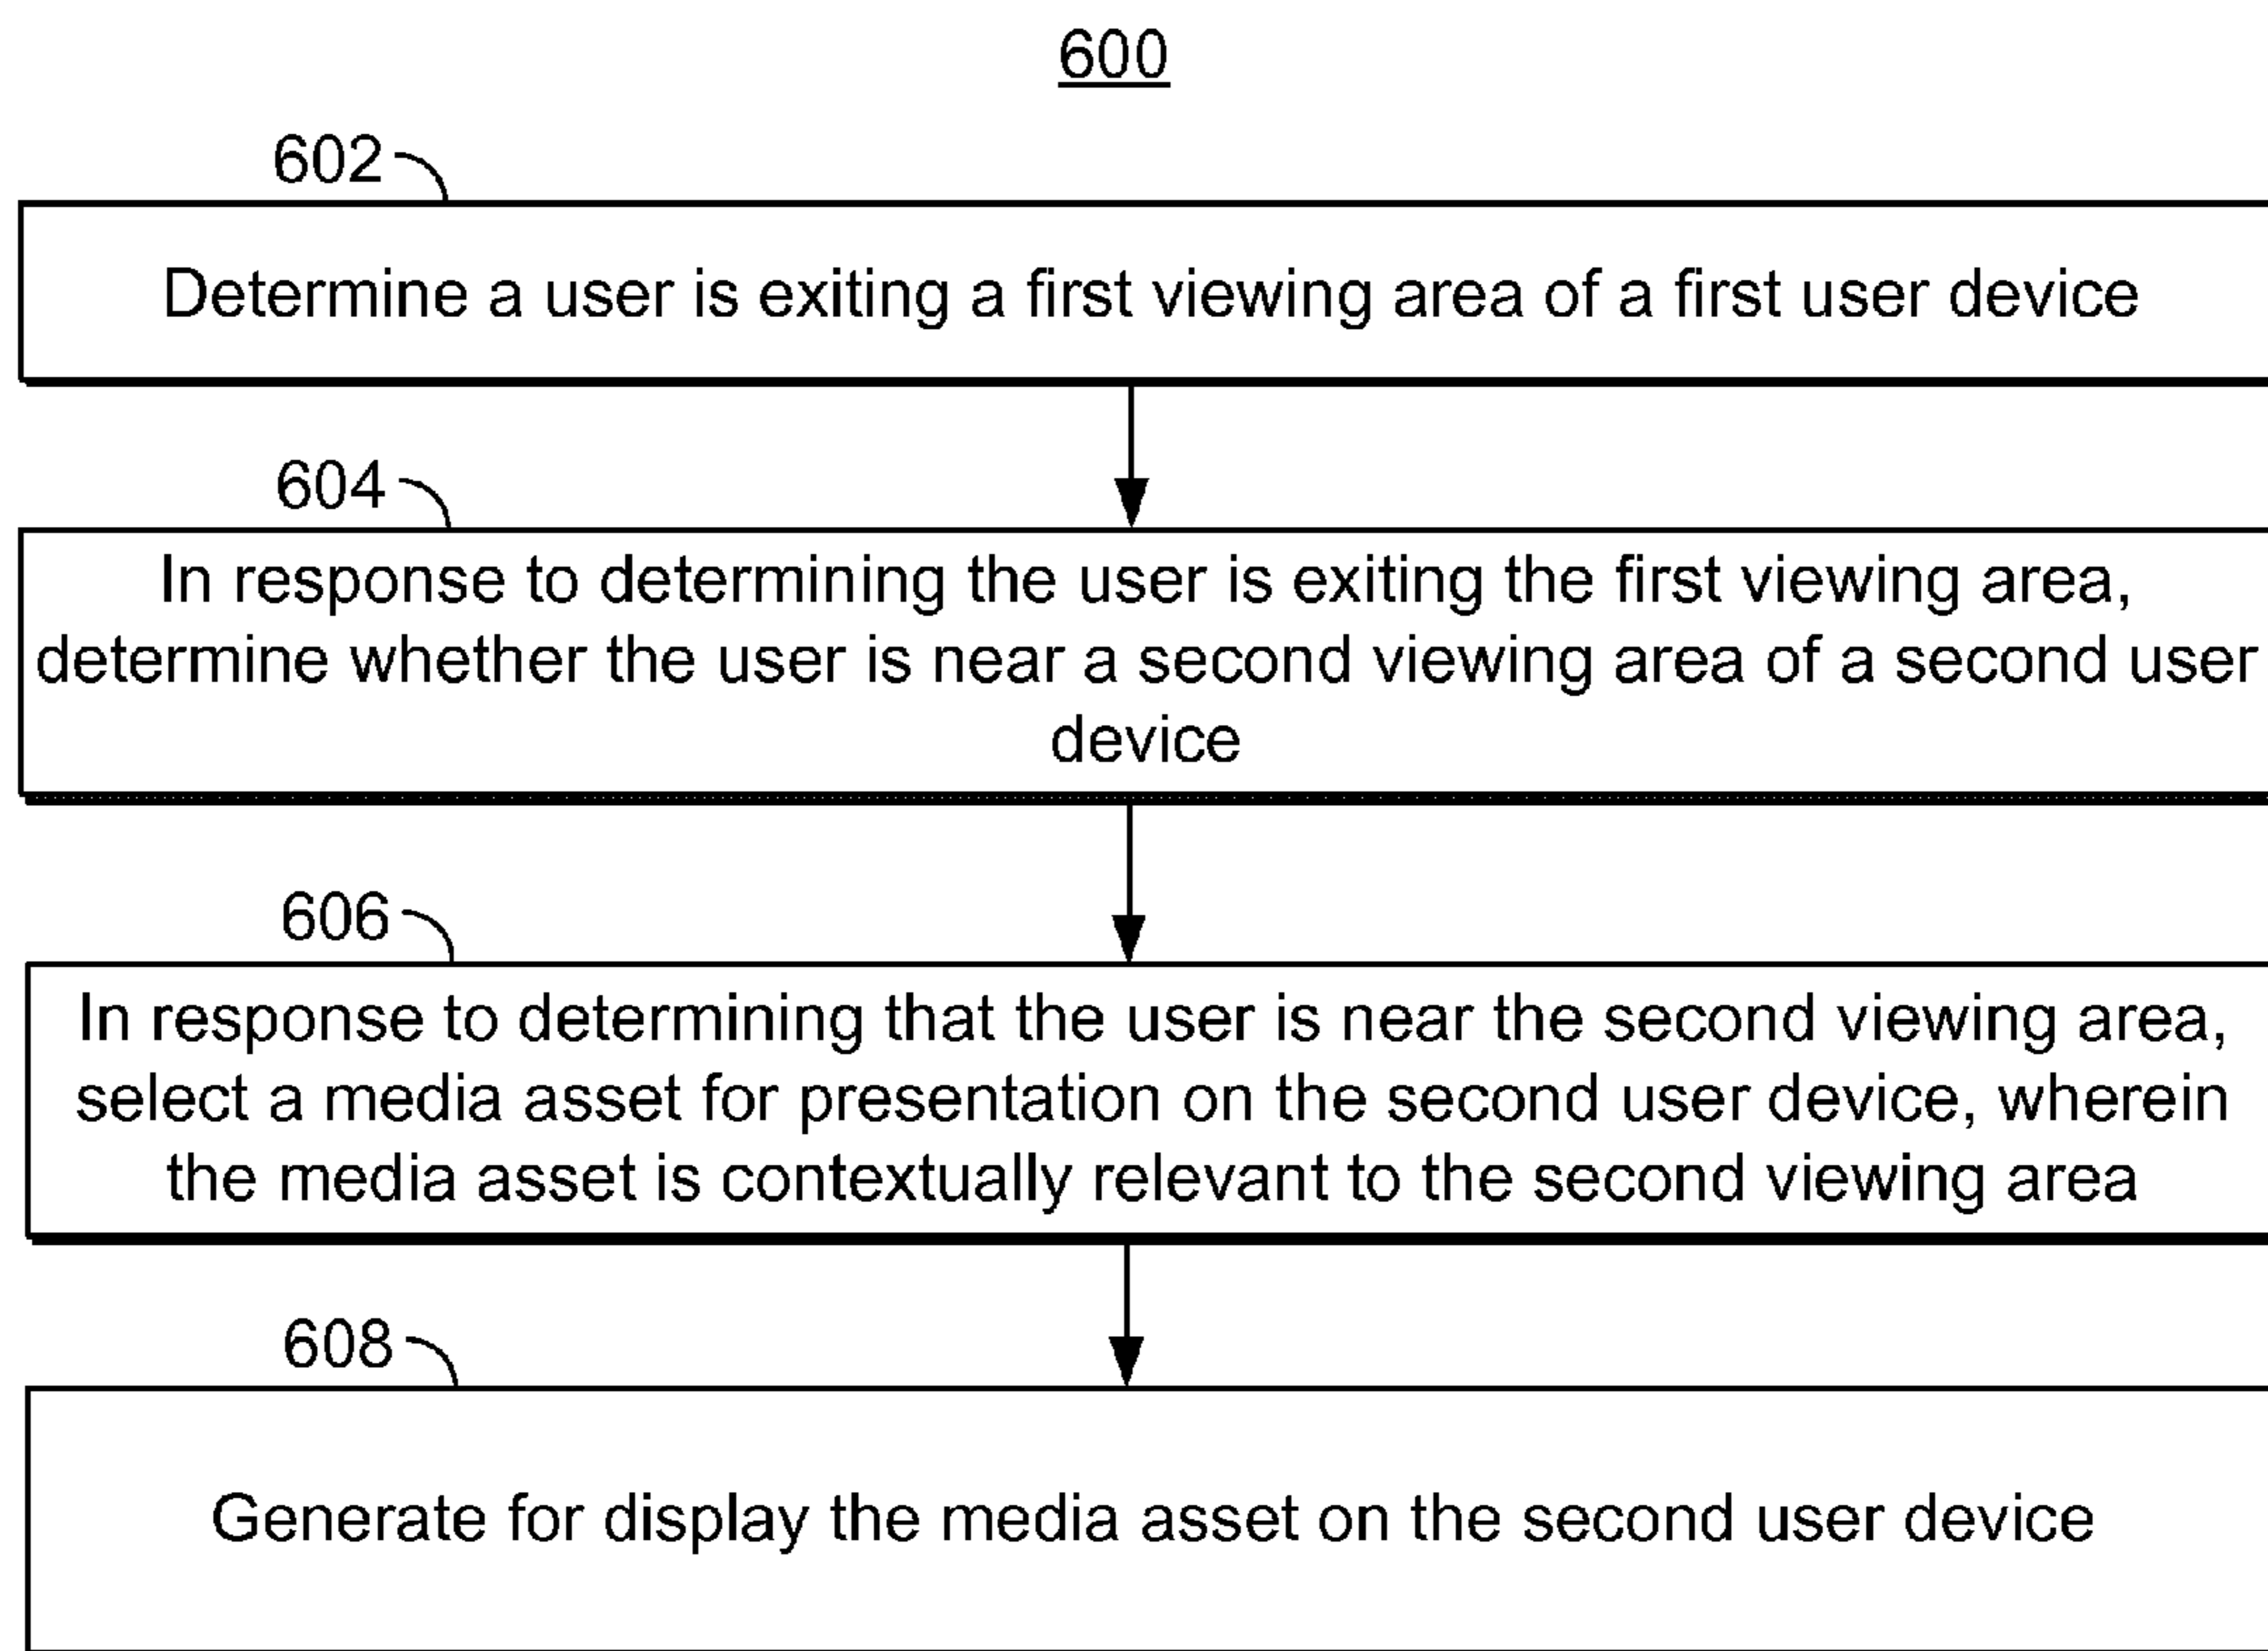 600
602
Determine a user is exiting a first viewing area of a first user device
604
In response to determining the user is exiting the first viewing area,
determine whether the user is near a second viewing area of a second user
device
606
In response to determining that the user is near the second viewing area,
select a media asset for presentation on the second user device, wherein
the media asset is contextually relevant to the second viewing area
608
Generate for display the media asset on the second user device